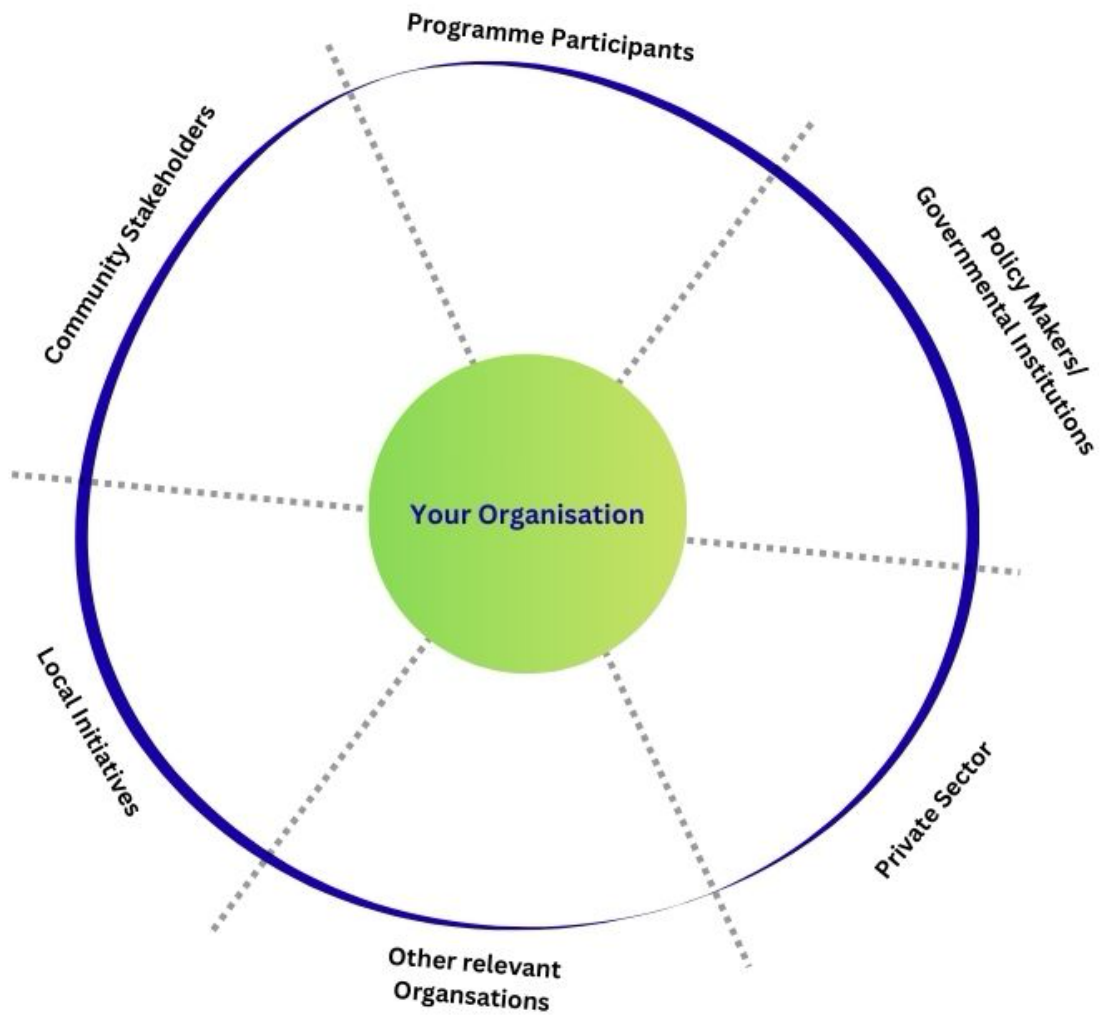 Programme Participants
Community Stakeholders
Policy Makers/
Governmental Institutions
Your Organisation
Local Initiatives
Private Sector
Other relevant
Organsations